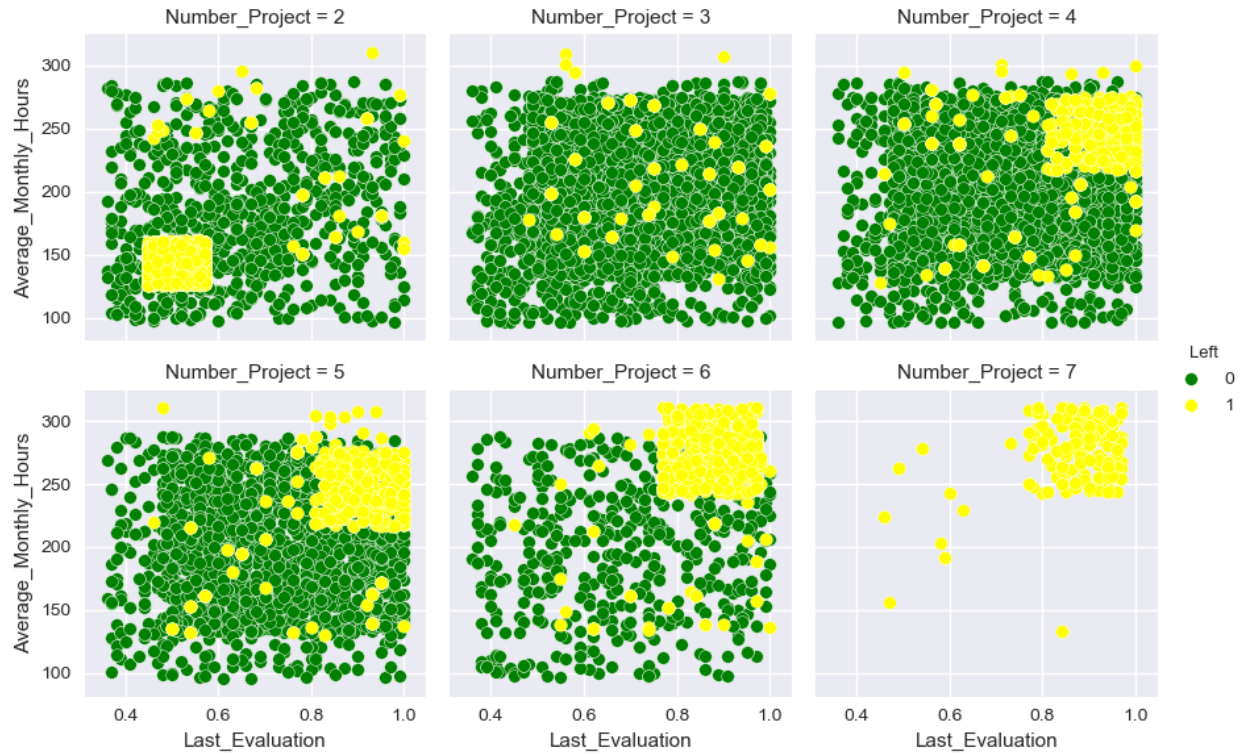 Number_Project = 2
Number_Project = 3
Number_Project = 4
Average_Monthly_Hours
300
250
200
150
100
Left
0
1
Number_Project = 5
Number_Project = 6
Number_Project = 7
Average_Monthly_Hours
300
250
200
150
100
0.4 0.6 0.8 1.0
0.4 0.6 0.8 1.0
0.4 0.6 0.8 1.0
Last_Evaluation
Last_Evaluation
Last_Evaluation